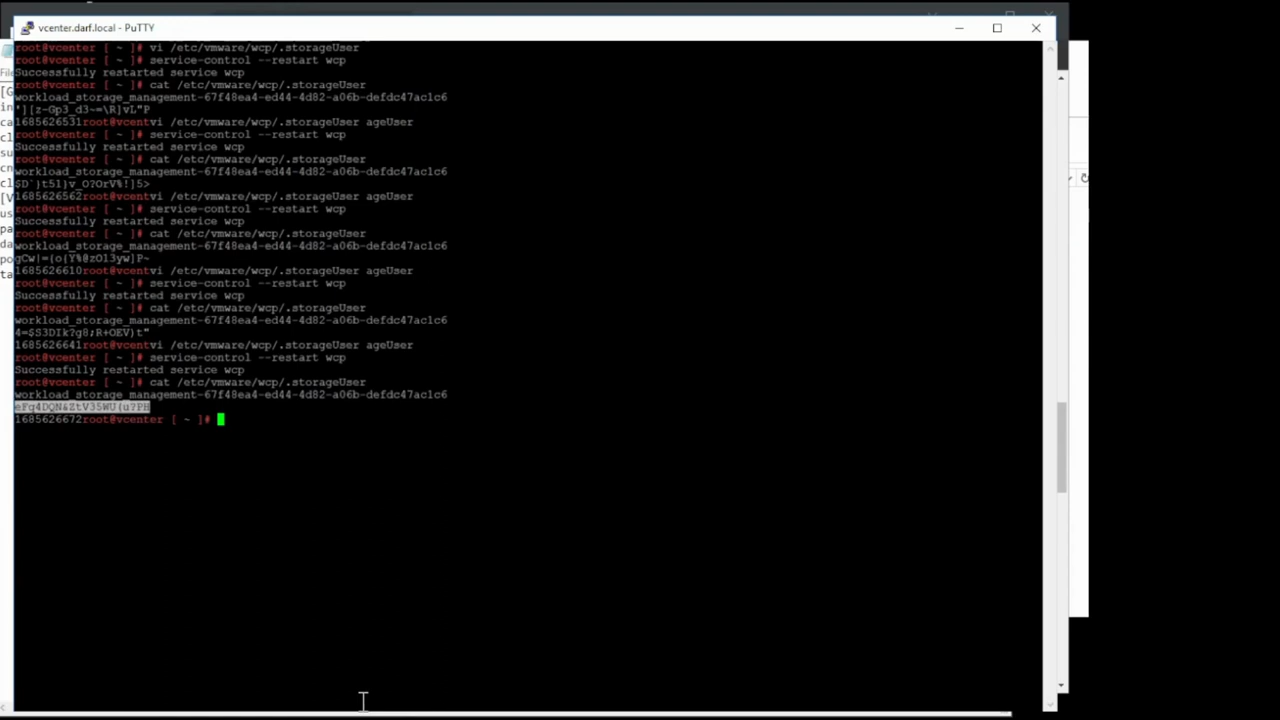 vcenter.darf.local - PuTTY
root@vcenter [ ~ ]# vi /etc/vmware/wcp/.storageUser
root@vcenter [ ~ ]# service-control --restart wcp
Successfully restarted service wcp
root@vcenter [ ~ ]# cat /etc/vmware/wcp/.storageUser
workload_storage_management-67f48ea4-ed44-4d82-a06b-defdc47ac1c6
'][z-Gp3_d3~=\R]vL"P
1685626531root@vcentvi /etc/vmware/wcp/.storageUser ageUser
root@vcenter [ ~ ]# service-control --restart wcp
Successfully restarted service wcp
root@vcenter [ ~ ]# cat /etc/vmware/wcp/.storageUser
workload_storage_management-67f48ea4-ed44-4d82-a06b-defdc47ac1c6
1685626562root@vcentvi /etc/vmware/wcp/.storageUser ageUser
root@vcenter [ ~ ]# service-control --restart wcp
Successfully restarted service wcp
root@vcenter [ ~ ]# cat /etc/vmware/wcp/.storageUser
workload_storage_management-67f48ea4-ed44-4d82-a06b-defdc47ac1c6
1685626610root@vcentvi /etc/vmware/wcp/.storageUser ageUser
root@vcenter [ ~ ]# service-control --restart wcp
Successfully restarted service wcp
root@vcenter [ ~ ]# cat /etc/vmware/wcp/.storageUser
workload_storage_management-67f48ea4-ed44-4d82-a06b-defdc47ac1c6
1685626641root@vcentvi /etc/vmware/wcp/.storageUser ageUser
root@vcenter [ ~ ]# service-control --restart wcp
Successfully restarted service wcp
root@vcenter [ ~ ]# cat /etc/vmware/wcp/.storageUser
workload_storage_management-67f48ea4-ed44-4d82-a06b-defdc47ac1c6
1685626672root@vcenter [ ~ ]#